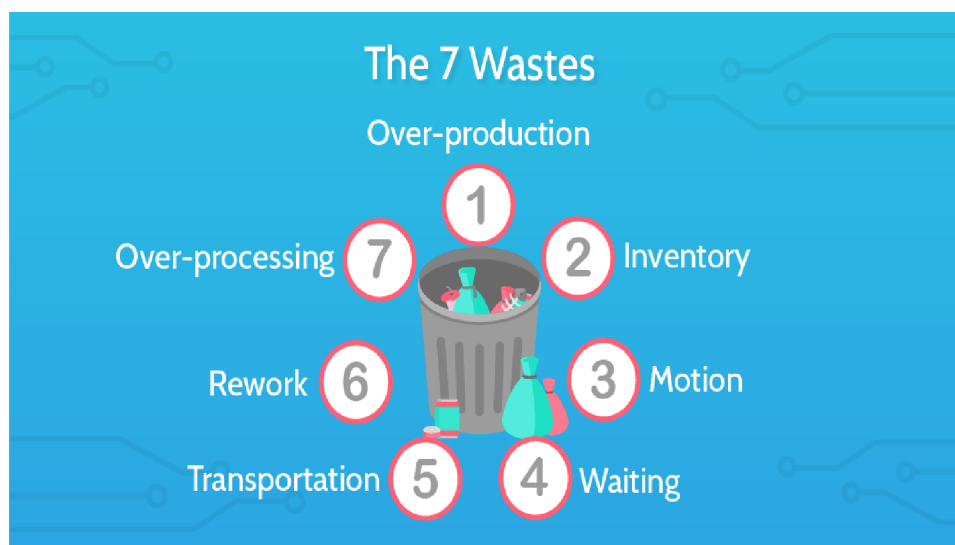 The 7 Wastes
Over-production
1
2 Inventory
3 Motion
4 Waiting
Transportation 5
Rework 6
Over-processing 7